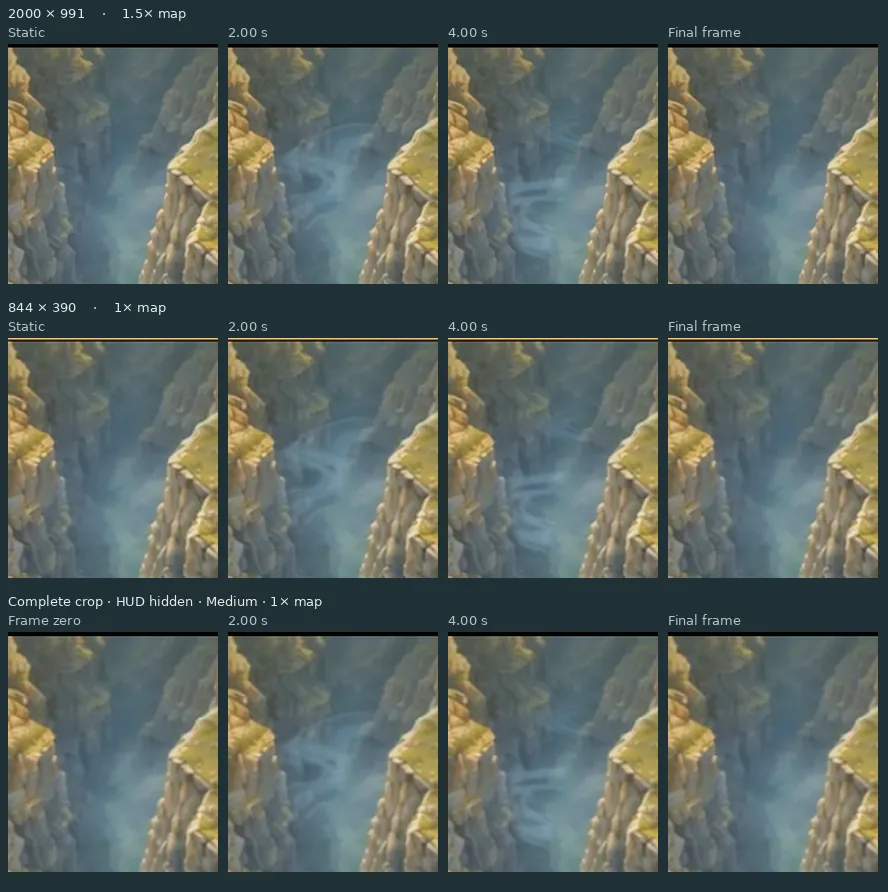 2000 × 991 · 1.5× map
Static 2.00 s 4.00 s Final frame
844 × 390 · 1× map
Static 2.00 s 4.00 s Final frame
Complete crop · HUD hidden · Medium · 1× map
Frame zero 2.00 s 4.00 s Final frame